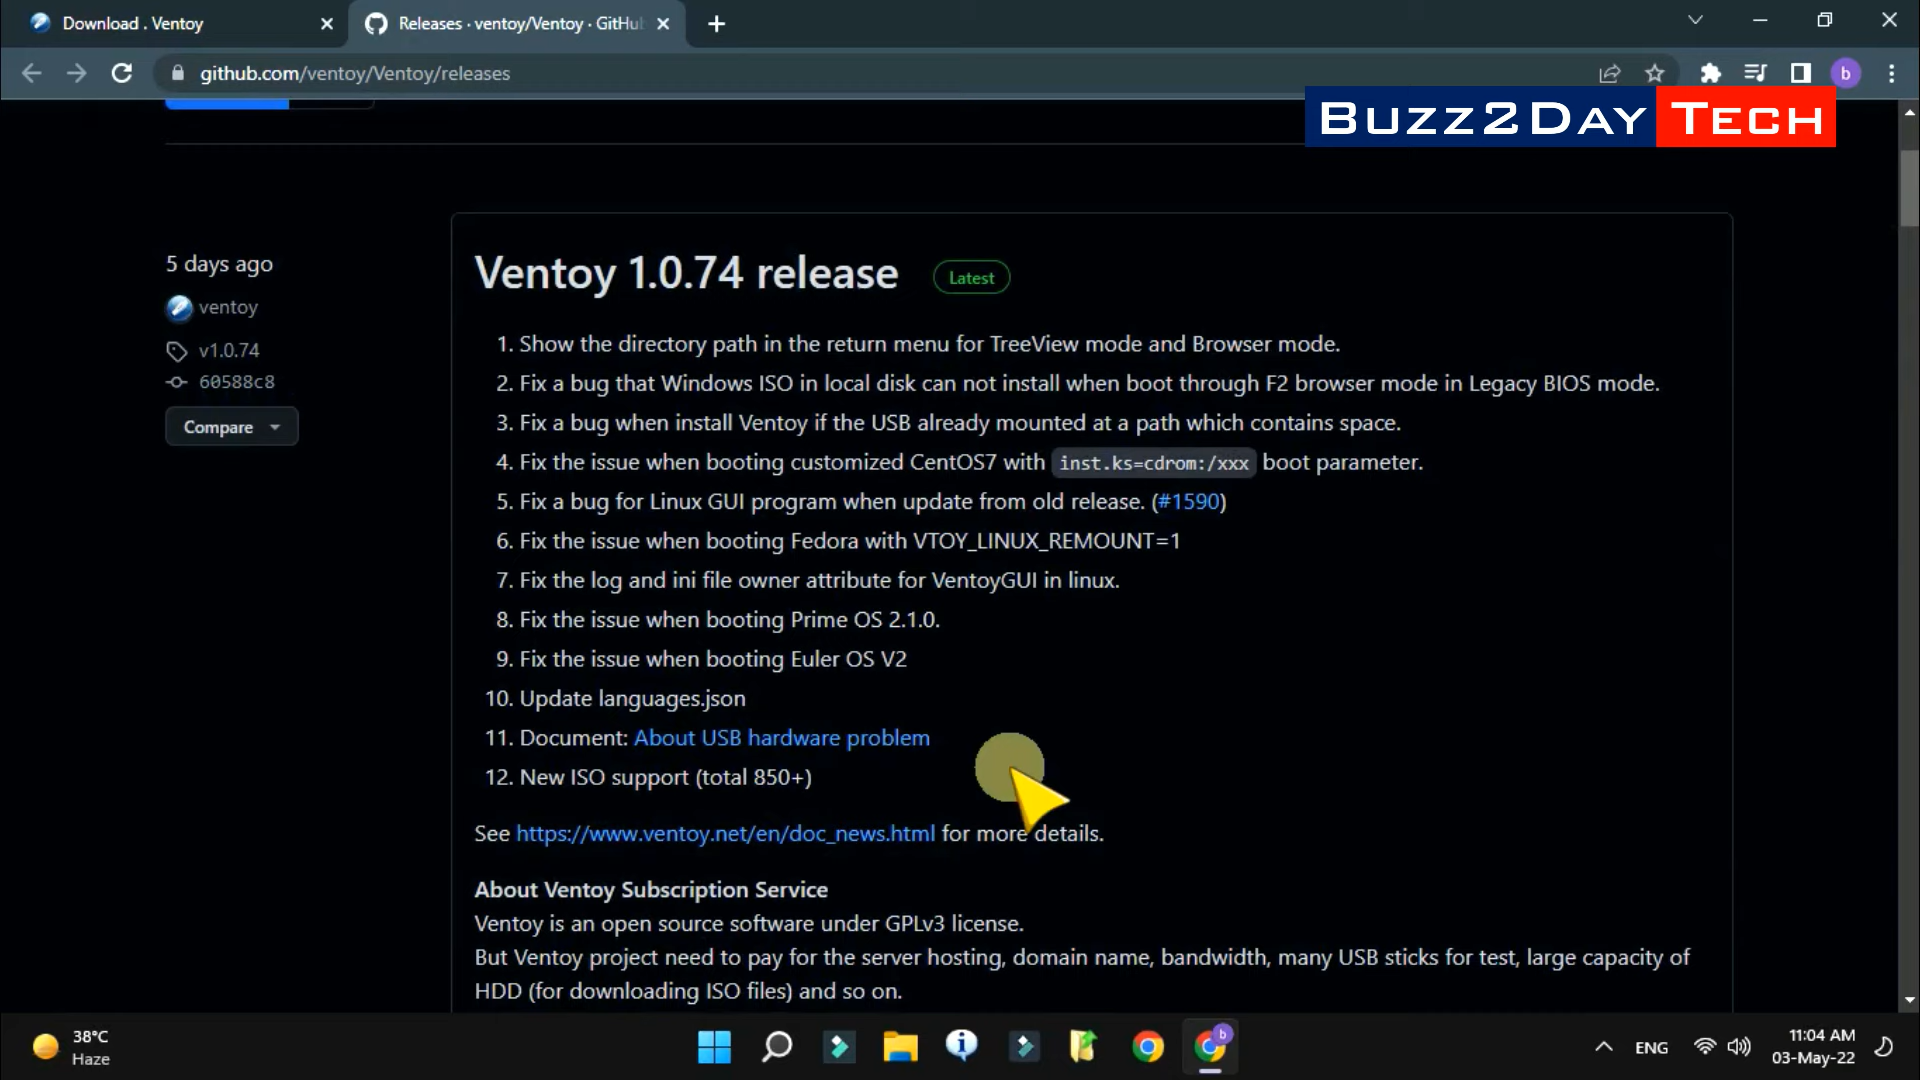 Download . Ventoy
Releases · ventoy/Ventoy · GitHu
github.com/ventoy/Ventoy/releases
b
Buzz2Day Tech
5 days ago
ventoy
v1.0.74
60588c8
Compare
Ventoy 1.0.74 release
Latest
1. Show the directory path in the return menu for TreeView mode and Browser mode.
2. Fix a bug that Windows ISO in local disk can not install when boot through F2 browser mode in Legacy BIOS mode.
3. Fix a bug when install Ventoy if the USB already mounted at a path which contains space.
4. Fix the issue when booting customized CentOS7 with inst.ks=cdrom:/xxx boot parameter.
5. Fix a bug for Linux GUI program when update from old release. (#1590)
6. Fix the issue when booting Fedora with VTOY_LINUX_REMOUNT=1
7. Fix the log and ini file owner attribute for VentoyGUI in linux.
8. Fix the issue when booting Prime OS 2.1.0.
9. Fix the issue when booting Euler OS V2
10. Update languages.json
11. Document: About USB hardware problem
12. New ISO support (total 850+)
See https://www.ventoy.net/en/doc_news.html for more details.
About Ventoy Subscription Service
Ventoy is an open source software under GPLv3 license.
But Ventoy project need to pay for the server hosting, domain name, bandwidth, many USB sticks for test, large capacity of
HDD (for downloading ISO files) and so on.
38°C
Haze
b
ENG
11:04 AM
03-May-22